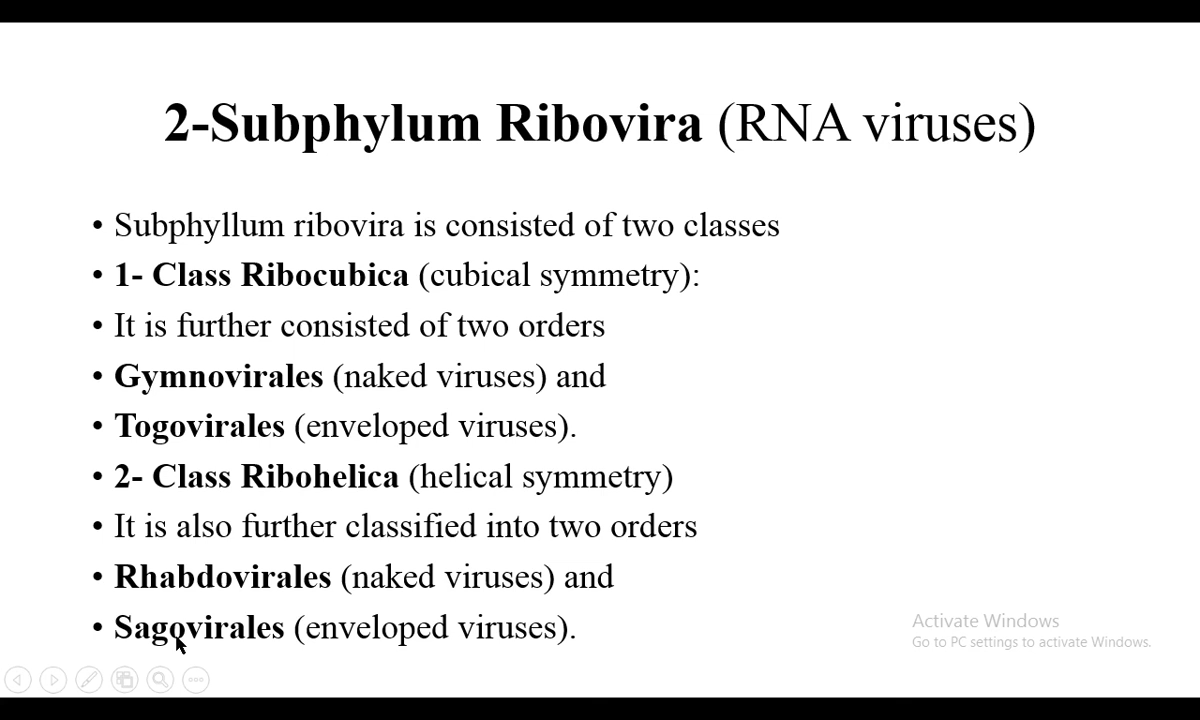 2-Subphylum Ribovira (RNA viruses)
• Subphyllum ribovira is consisted of two classes
• 1- Class Ribocubica (cubical symmetry):
• It is further consisted of two orders
• Gymnovirales (naked viruses) and
• Togovirales (enveloped viruses).
• 2- Class Ribohelica (helical symmetry)
• It is also further classified into two orders
• Rhabdovirales (naked viruses) and
• Sagovirales (enveloped viruses).
Activate Windows
Go to PC settings to activate Windows.